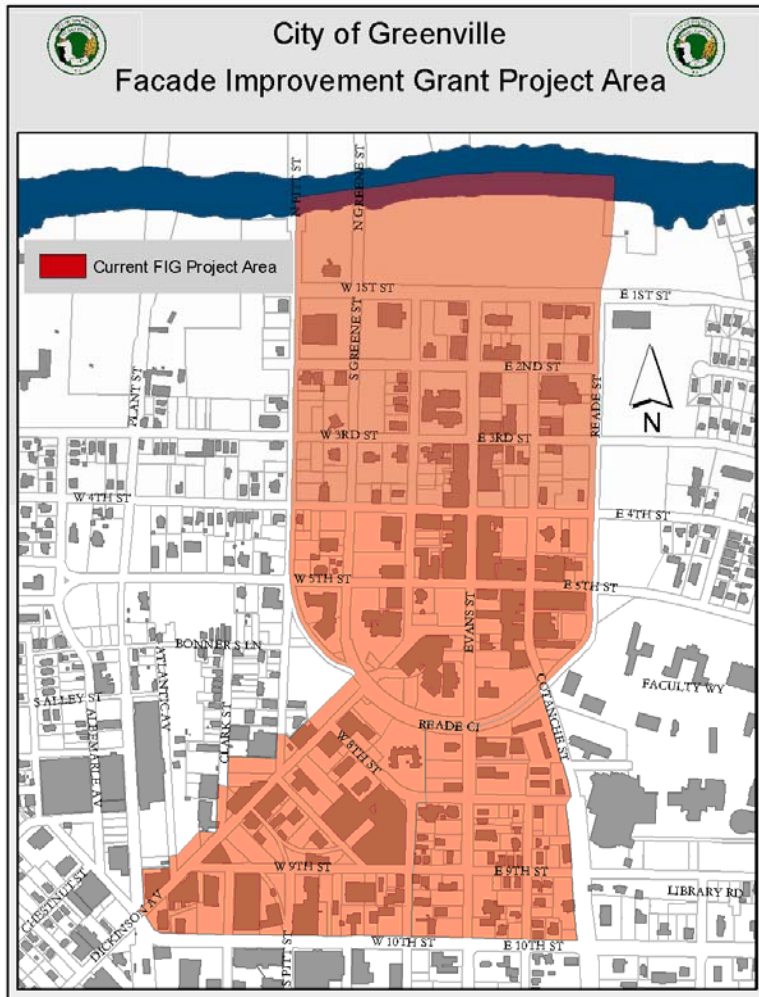 City of Greenville
Facade Improvement Grant Project Area
N PITT ST
N GREENE ST
Current FIG Project Area
W 1ST ST
E 1ST ST
S GREENE ST
E 2ND ST
PLANT ST
READE ST
N
W 3RD ST
E 3RD ST
W 4TH ST
E 4TH ST
W 5TH ST
E 5TH ST
EVANS ST
BONNERS LN
ATLANTIC AV
FACULTY WY
S ALLEY ST
COTANCHE ST
ALBEMARLE AV
CLARK ST
READE CI
W 8TH ST
W 9TH ST
E 9TH ST
CHESTNUT ST
LIBRARY RD
DICKINSON AV
W 10TH ST
E 10TH ST
S PITT ST